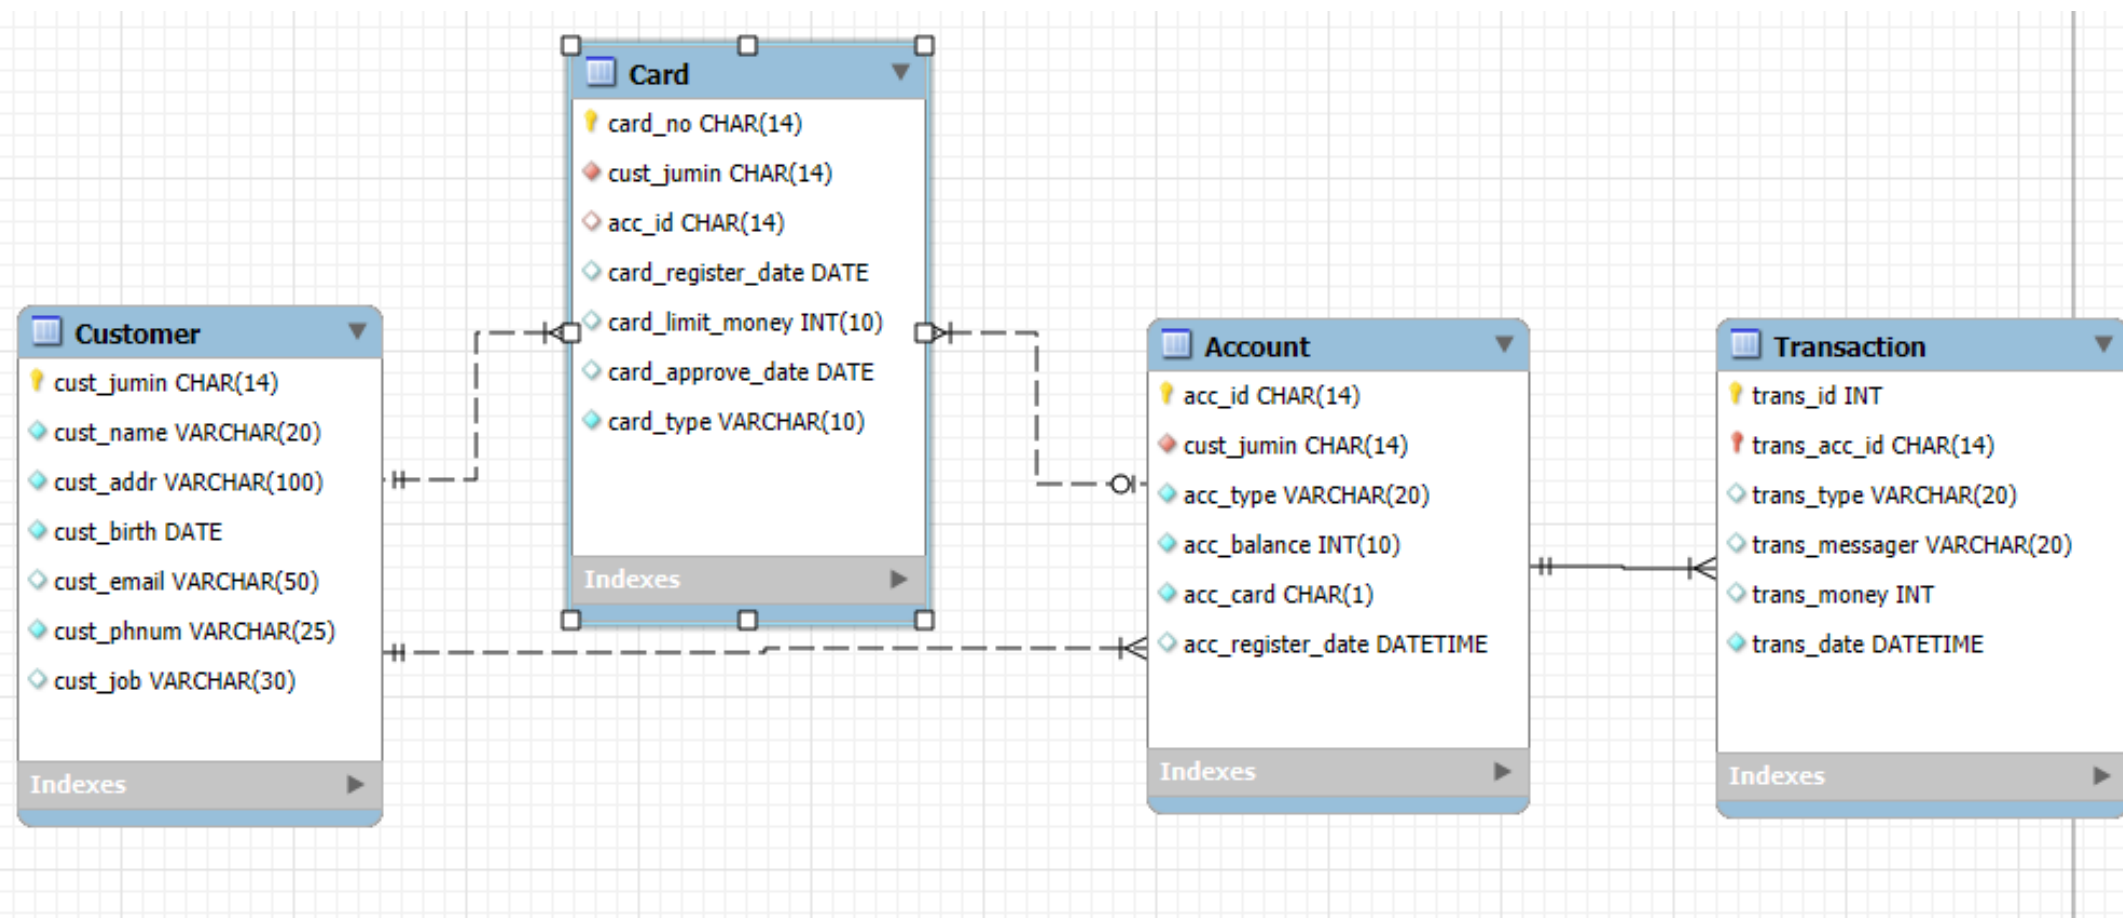 Customer
cust_jumin CHAR(14)
cust_name VARCHAR(20)
cust_addr VARCHAR(100)
cust_birth DATE
cust_email VARCHAR(50)
cust_phnum VARCHAR(25)
cust_job VARCHAR(30)
Indexes
Card
card_no CHAR(14)
cust_jumin CHAR(14)
acc_id CHAR(14)
card_register_date DATE
card_limit_money INT(10)
card_approve_date DATE
card_type VARCHAR(10)
Indexes
Account
acc_id CHAR(14)
cust_jumin CHAR(14)
acc_type VARCHAR(20)
acc_balance INT(10)
acc_card CHAR(1)
acc_register_date DATETIME
Indexes
Transaction
trans_id INT
trans_acc_id CHAR(14)
trans_type VARCHAR(20)
trans_messager VARCHAR(20)
trans_money INT
trans_date DATETIME
Indexes